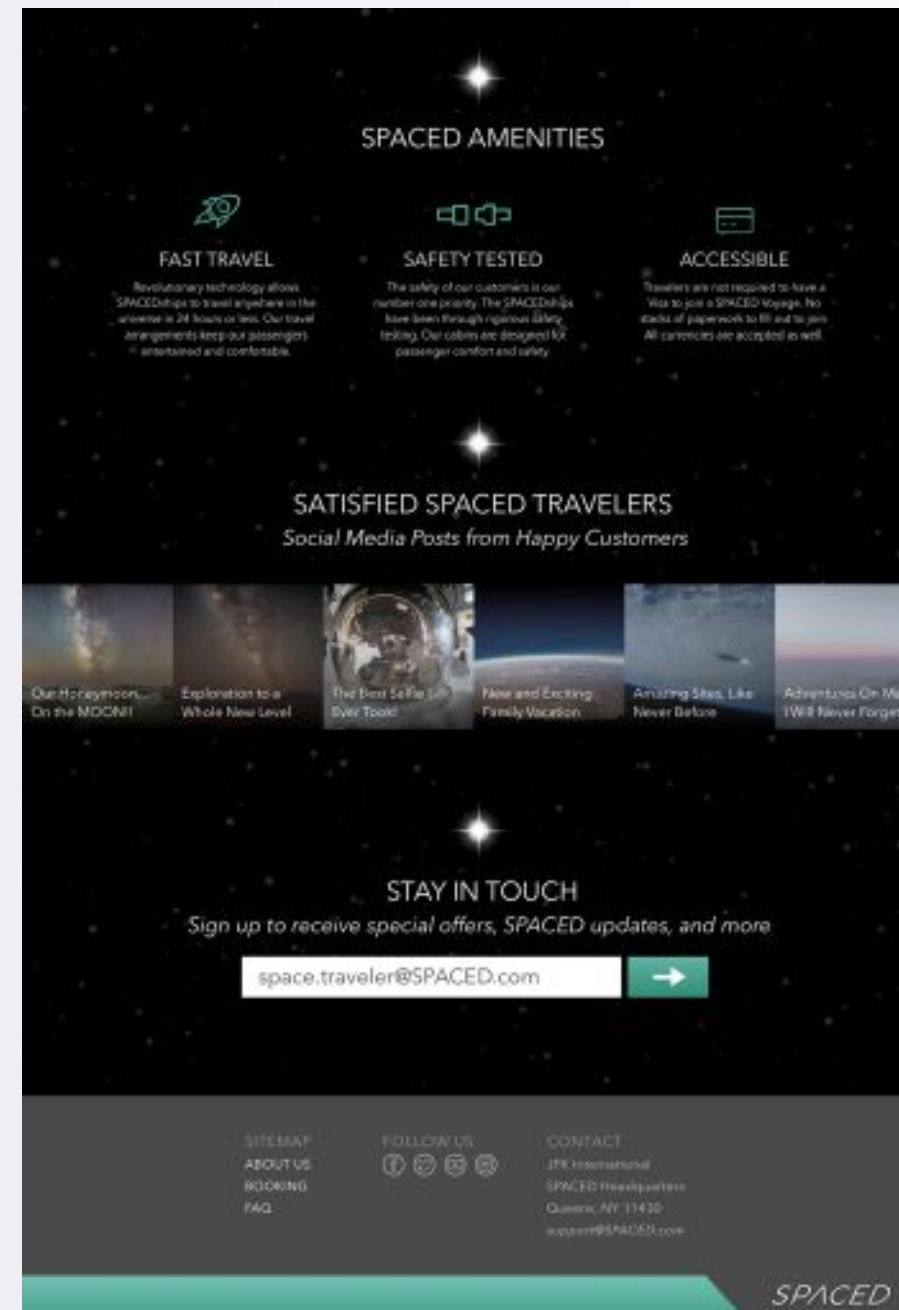 SPACED AMENITIES
FAST TRAVEL
Revolutionary technology allows
SPACEDships to travel anywhere in the
universe in 24 hours or less. Our travel
arrangements keep our passengers
entertained and comfortable.
SAFETY TESTED
The safety of our customers is our
number one priority. The SPACEDships
have been through rigorous safety
testing. Our cabins are designed for
passenger comfort and safety.
ACCESSIBLE
Travelers are not required to have a
Visa to join a SPACED Voyage. No
stacks of paperwork to fill out to join
All currencies are accepted as well.
SATISFIED SPACED TRAVELERS
Social Media Posts from Happy Customers
Our Honeymoon...
On the MOON!!
Exploration to a
Whole New Level
The Best Selfie I
Ever Took!
New and Exciting
Family Vacation
Amazing Sites, Like
Never Before
Adventures On
I Will Never Forget
STAY IN TOUCH
Sign up to receive special offers, SPACED updates, and more
space.traveler@SPACED.com
SITEMAP
ABOUT US
BOOKING
FAQ
FOLLOW US
CONTACT
JFK International
SPACED Headquarters
Queens, NY 11430
support@SPACED.com
SPACED